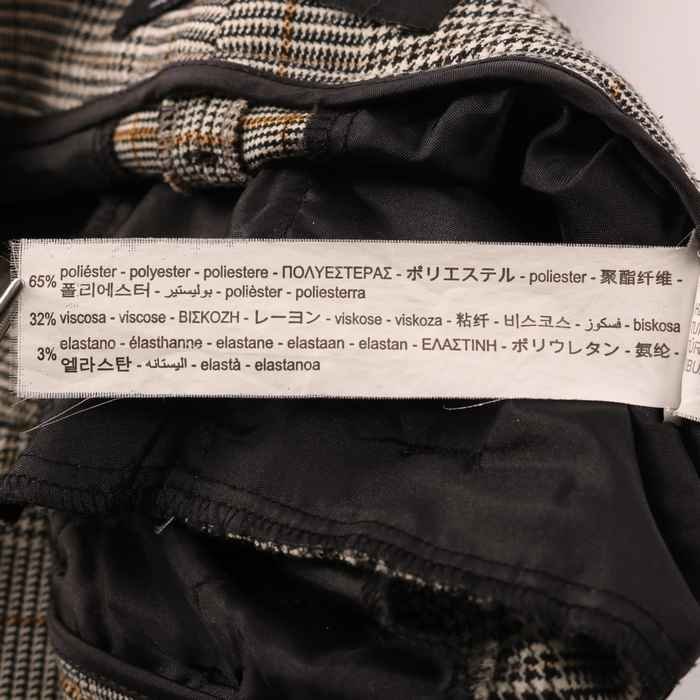 65% poliéster - polyester - poliestere - ΠΟΛΥΕΣΤΕΡΑΣ - ポリエステル - poliester - 聚酯纤维 -
폴리에스터 - بوليستير - polièster - poliesterra
32% viscosa - viscose - ΒΙΣΚΟΖΗ - レーヨン - viskose - viskoza - 粘纤 - 비스코스 - فسكوز - biskosa
3% elastano - élasthanne - elastane - elastaan - elastan - ΕΛΑΣΤΙΝΗ - ポリウレタン - 氨纶 -
엘라스탄 - اليستانه - elastà - elastanoa